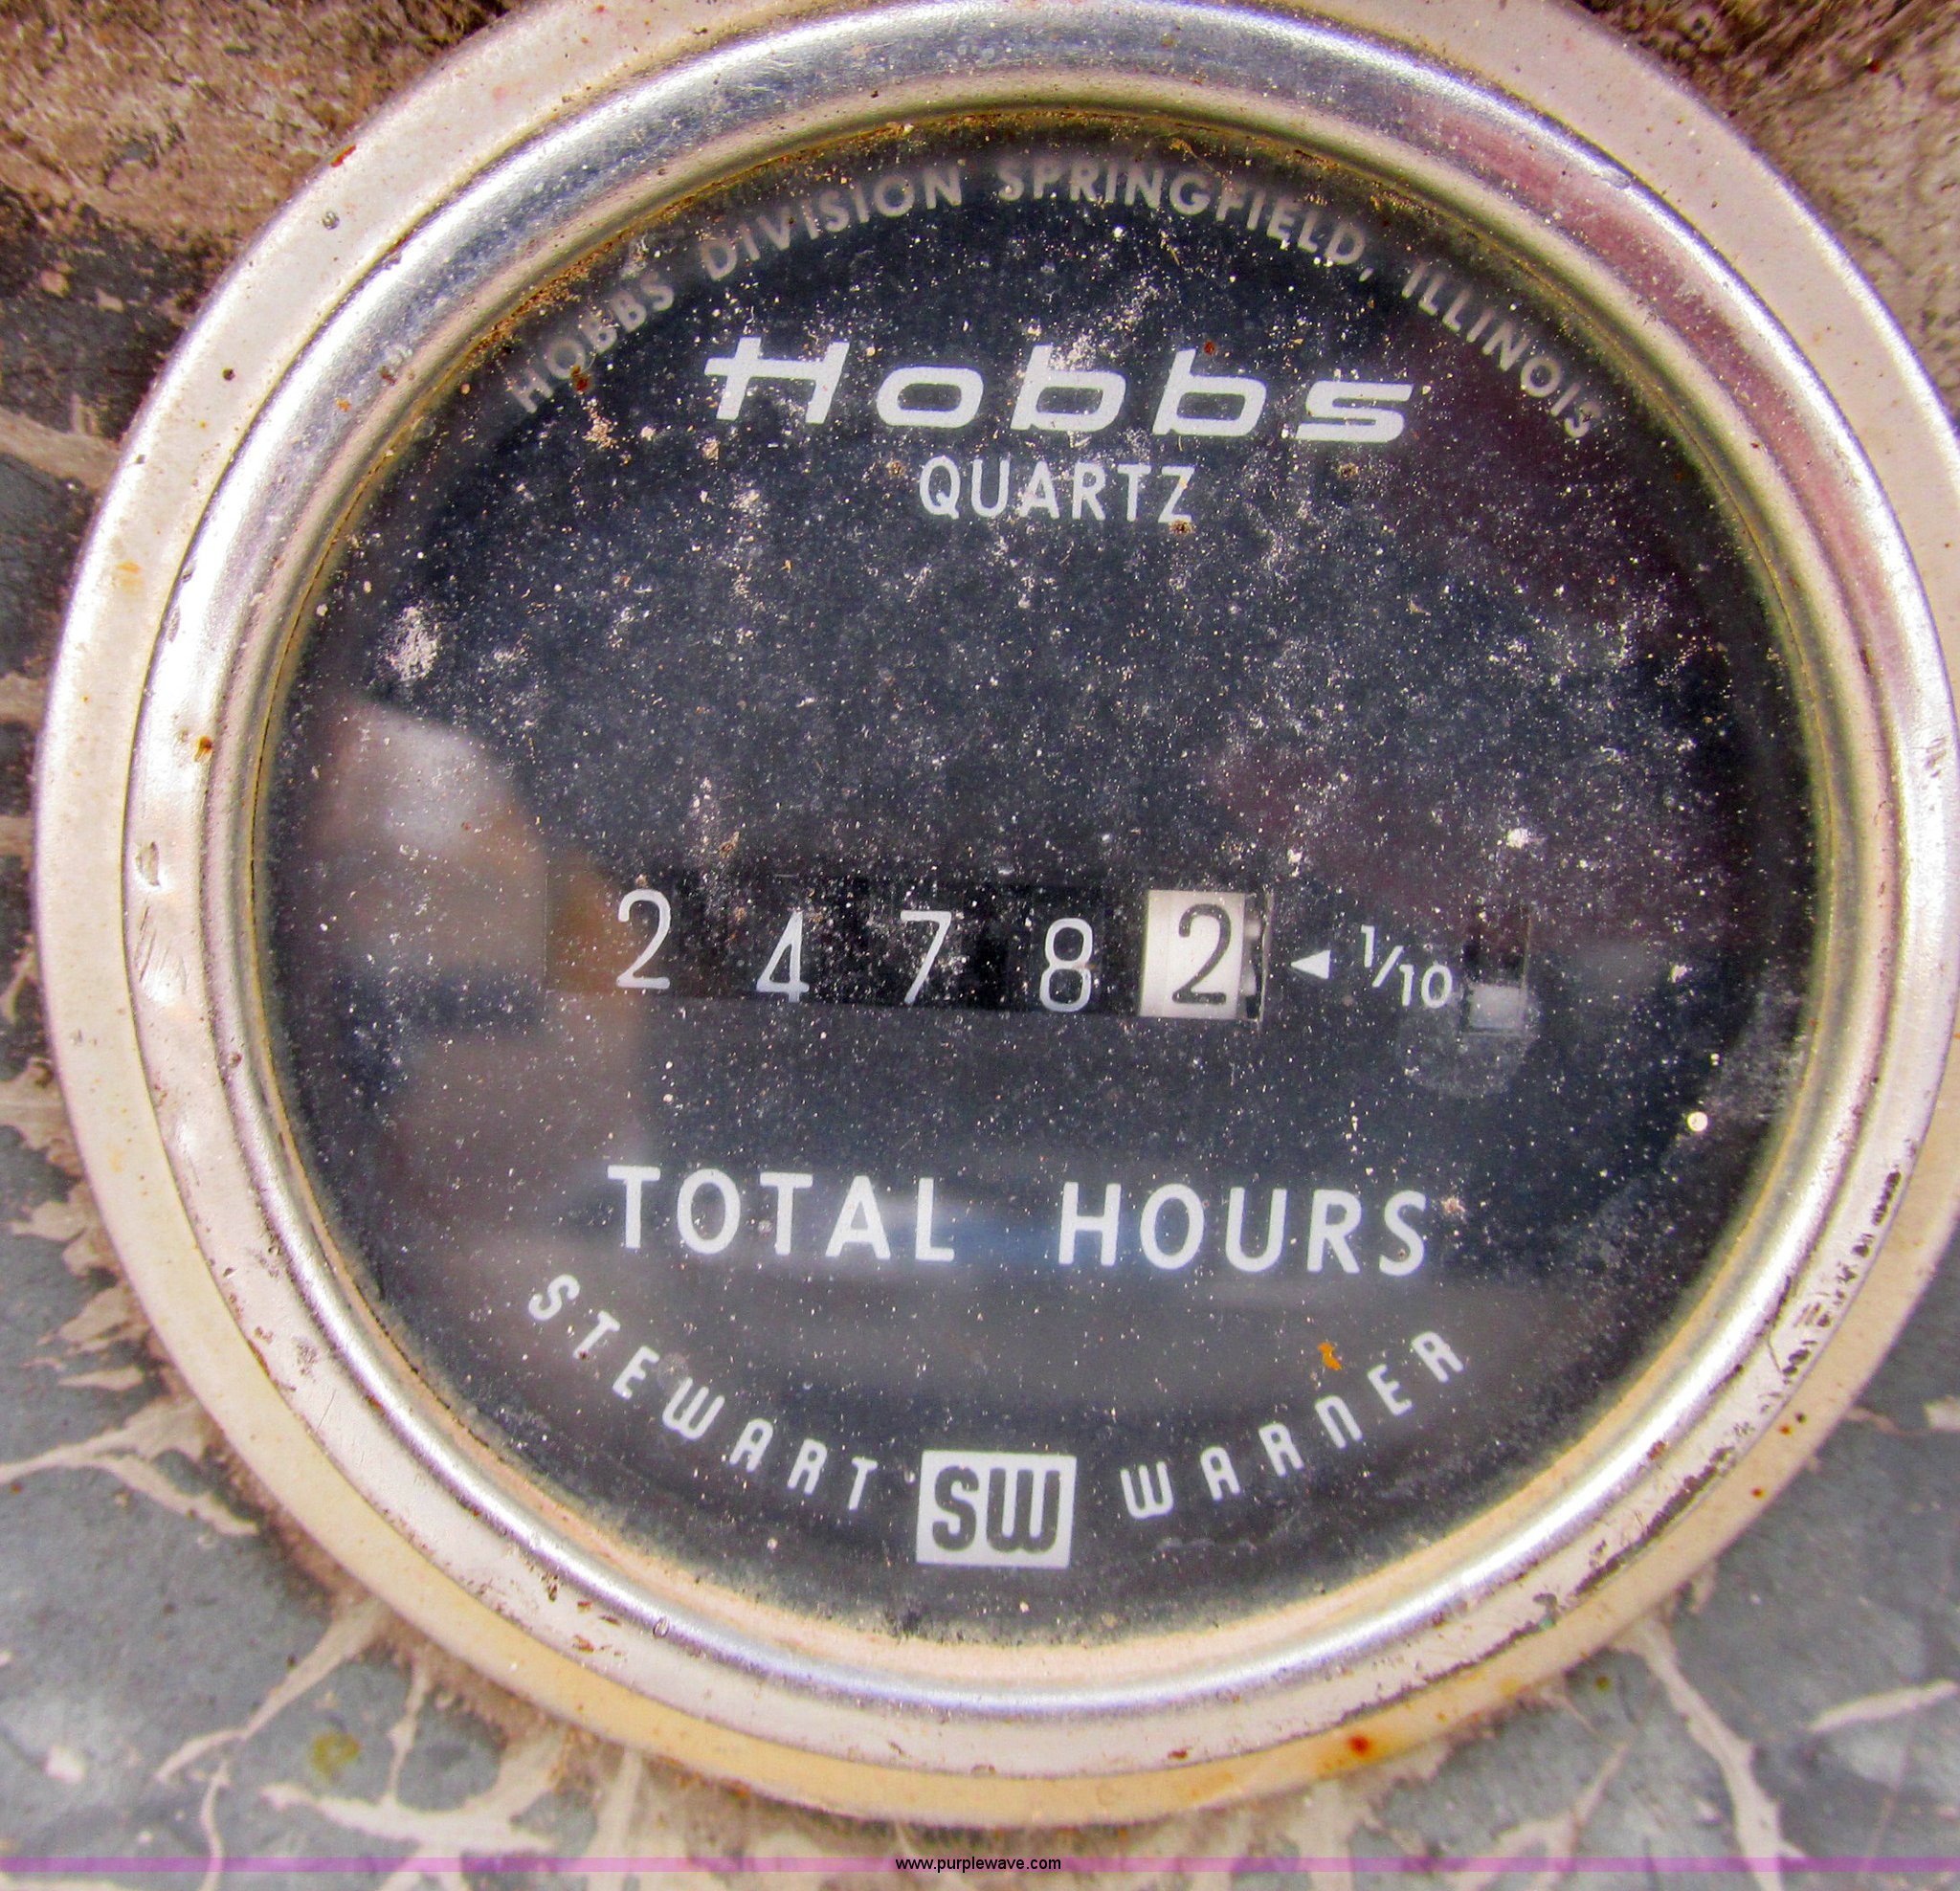 HOBBS DIVISION SPRINGFIELD, ILLINOIS
Hobbs
QUARTZ
2 4 7 8 2 ◄ 1/10
TOTAL HOURS
STEWART SW WARNER
www.purplewave.com